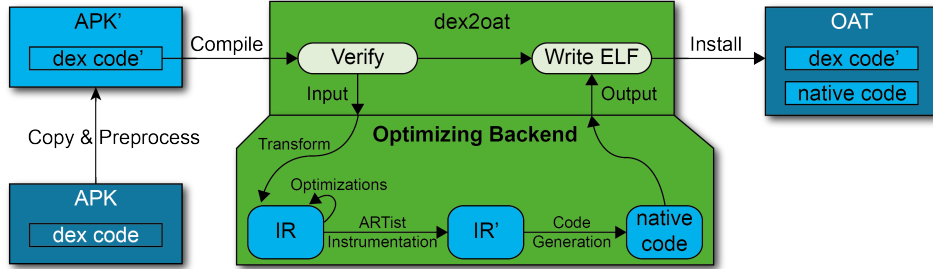 APK’
dex code’
Copy & Preprocess
APK
dex code
Compile
dex2oat
Verify
Write ELF
Input
Output
Optimizing Backend
Transform
Optimizations
IR
ARTist
Instrumentation
IR’
Code
Generation
native
code
Install
OAT
dex code’
native code